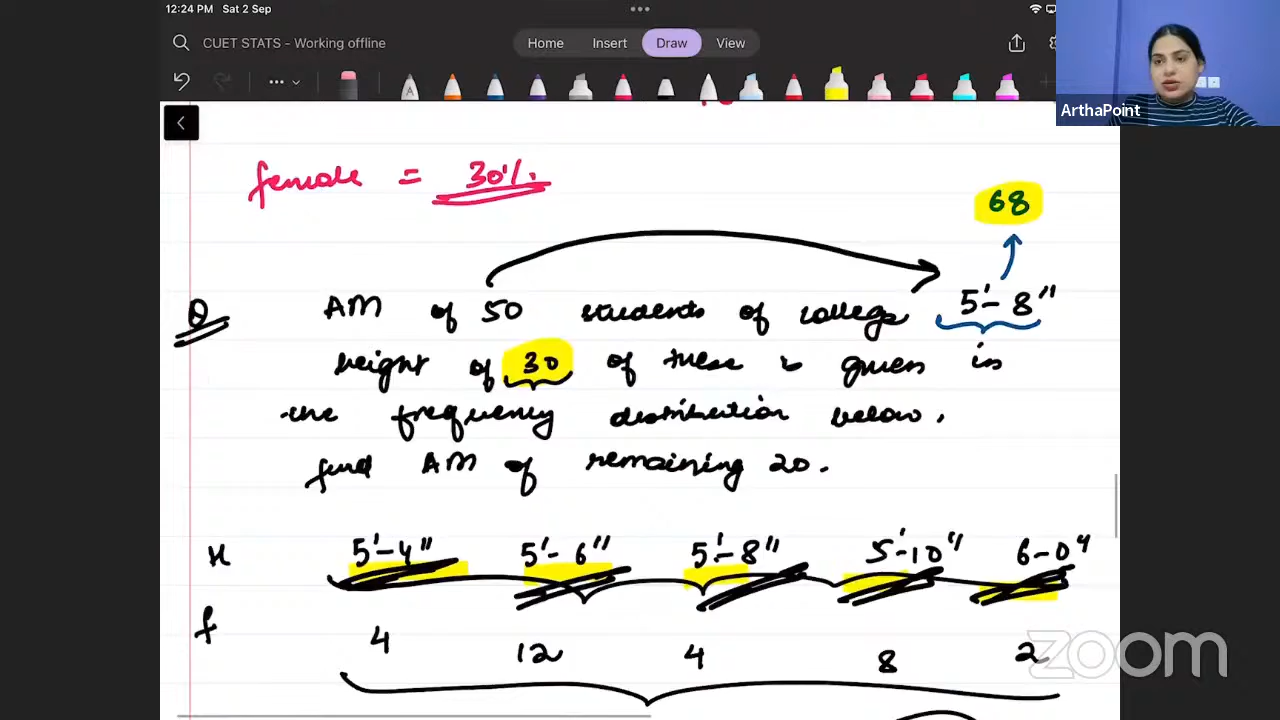 12:24 PM Sat 2 Sep
CUET STATS - Working offline
Home Insert Draw View
ArthaPoint
female = 30%.
68
Q AM of 50 students of college 5'-8"
height of 30 of these is given in
the frequency distribution below.
find AM of remaining 20.
H 5'-4" 5'-6" 5'-8" 5'-10" 6-0"
f 4 12 4 8 2
zoom